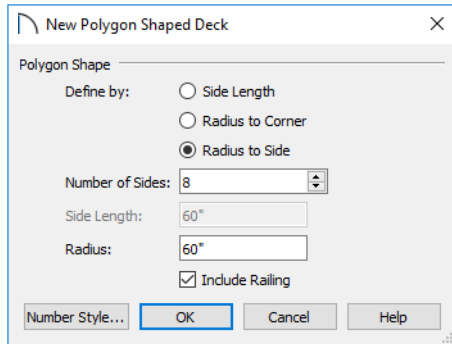 New Polygon Shaped Deck
Polygon Shape
Define by: Side Length
Radius to Corner
Radius to Side
Number of Sides: 8
Side Length: 60"
Radius: 60"
Include Railing
Number Style... OK Cancel Help